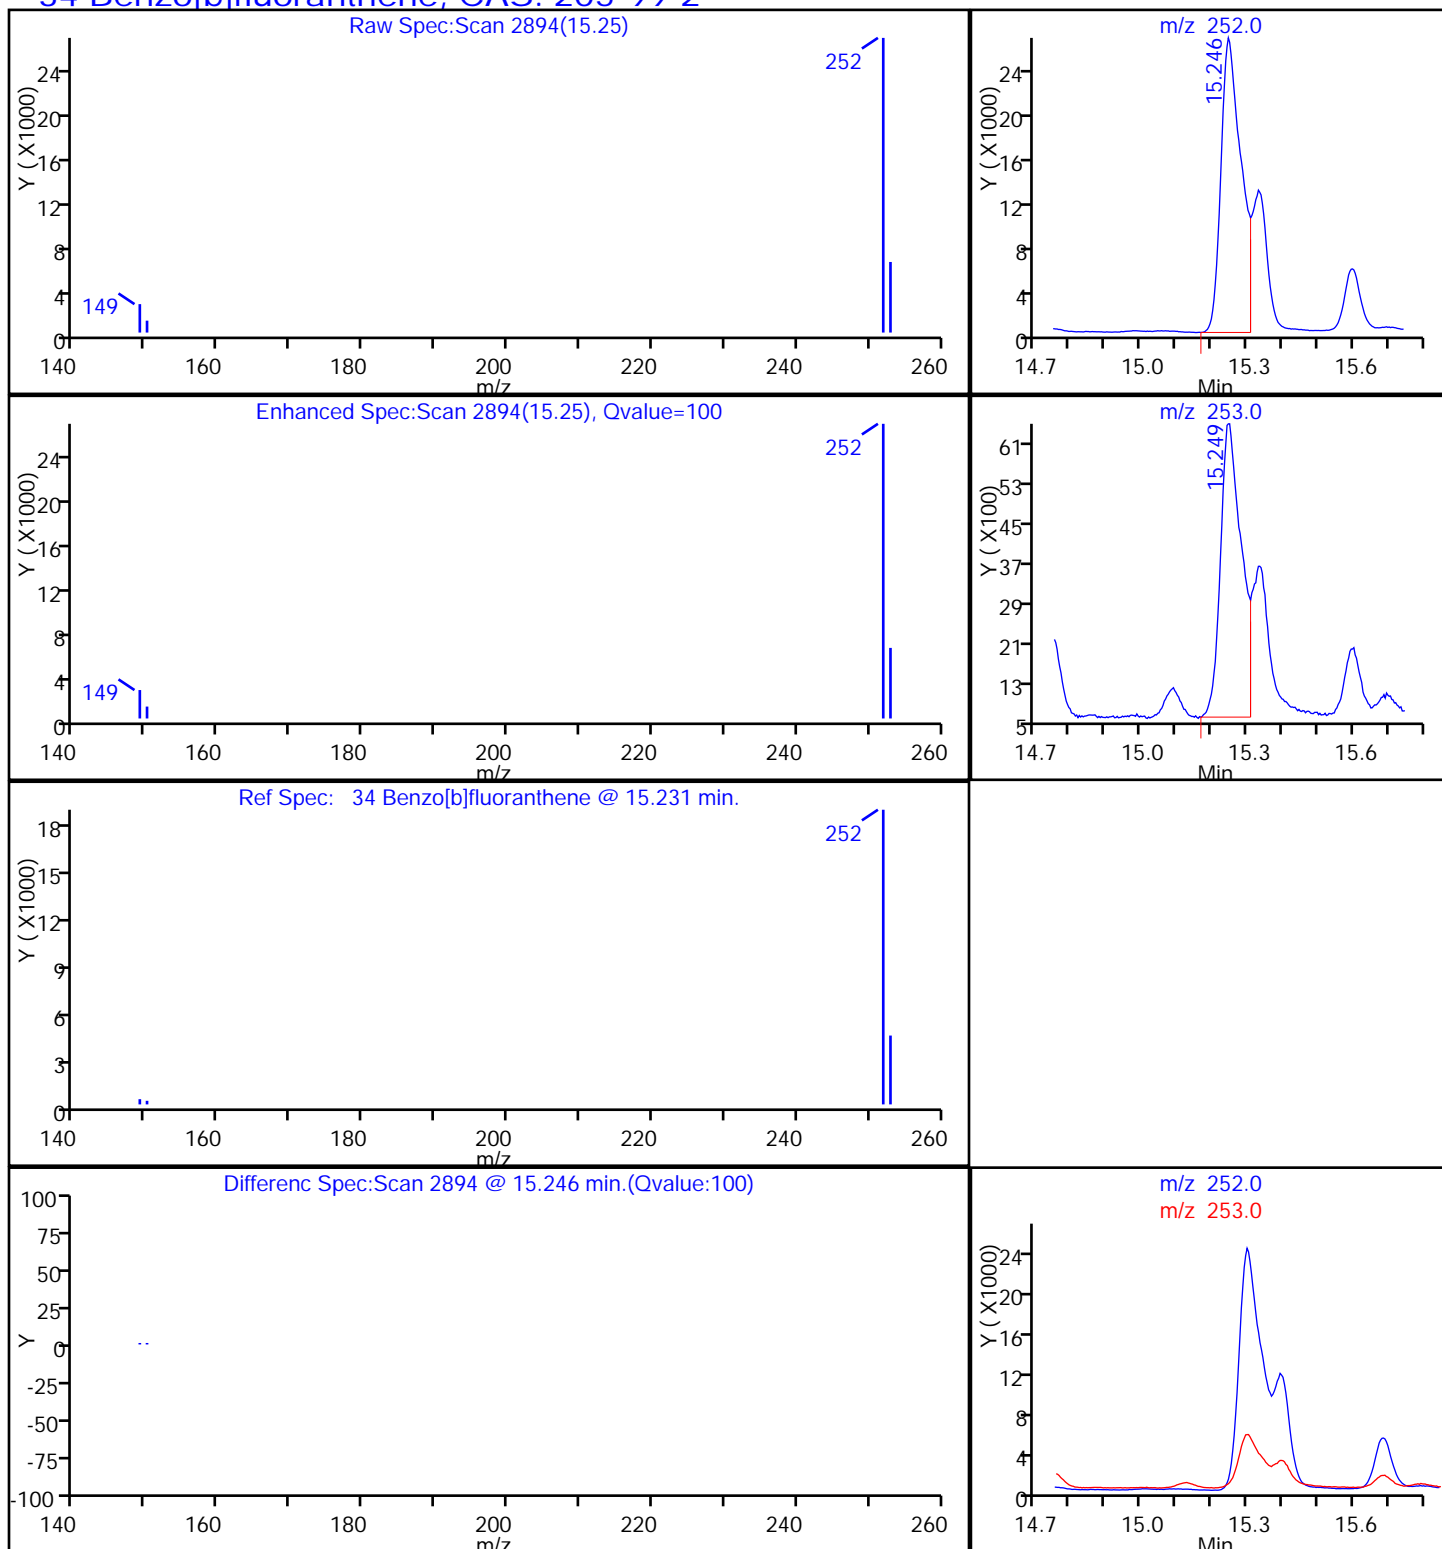 34 Benzo[b]fluoranthene, CAS: 205-99-2
Raw Spec:Scan 2894(15.25)
252
149
Y ( X1000)
24
20
16
12
8
4
0
140 160 180 200 220 240 260
m/z
m/z 252.0
15.246
Y ( X1000)
24
20
16
12
8
4
0
14.7 15.0 15.3 15.6
Min
Enhanced Spec:Scan 2894(15.25), Qvalue=100
252
149
Y ( X1000)
24
20
16
12
8
4
0
140 160 180 200 220 240 260
m/z
m/z 253.0
15.249
Y ( X100)
61
53
45
37
29
21
13
5
14.7 15.0 15.3 15.6
Min
Ref Spec: 34 Benzo[b]fluoranthene @ 15.231 min.
252
Y ( X1000)
18
15
12
9
6
3
0
140 160 180 200 220 240 260
m/z
Differenc Spec:Scan 2894 @ 15.246 min.(Qvalue:100)
Y
100
75
50
25
0
-25
-50
-75
-100
140 160 180 200 220 240 260
m/z
m/z 252.0
m/z 253.0
Y ( X1000)
24
20
16
12
8
4
0
14.7 15.0 15.3 15.6
Min